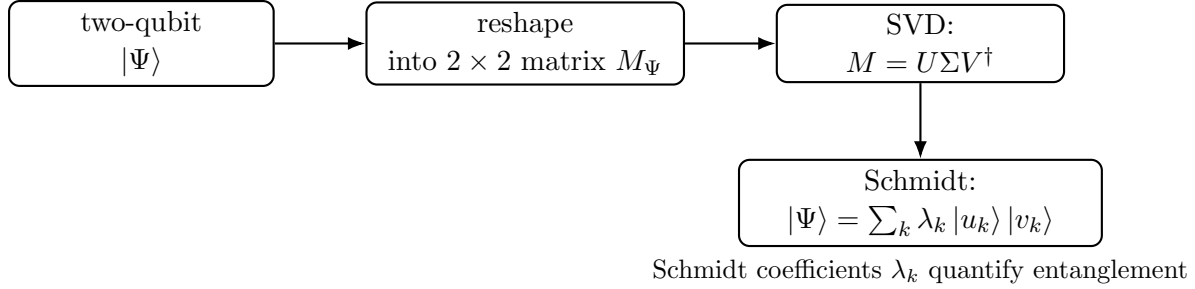 two-qubit
|Ψ⟩
reshape
into 2 × 2 matrix M_Ψ
SVD:
M = UΣV†
Schmidt:
|Ψ⟩ = ∑_k λ_k |u_k⟩ |v_k⟩
Schmidt coefficients λ_k quantify entanglement